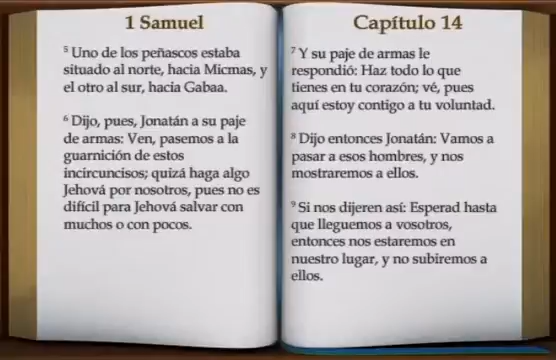 1 Samuel
⁵ Uno de los peñascos estaba
situado al norte, hacia Micmas, y
el otro al sur, hacia Gabaa.
⁶ Dijo, pues, Jonatán a su paje
de armas: Ven, pasemos a la
guarnición de estos
incircuncisos; quizá haga algo
Jehová por nosotros, pues no es
difícil para Jehová salvar con
muchos o con pocos.
Capítulo 14
⁷ Y su paje de armas le
respondió: Haz todo lo que
tienes en tu corazón; vé, pues
aquí estoy contigo a tu voluntad.
⁸ Dijo entonces Jonatán: Vamos a
pasar a esos hombres, y nos
mostraremos a ellos.
⁹ Si nos dijeren así: Esperad hasta
que lleguemos a vosotros,
entonces nos estaremos en
nuestro lugar, y no subiremos a
ellos.